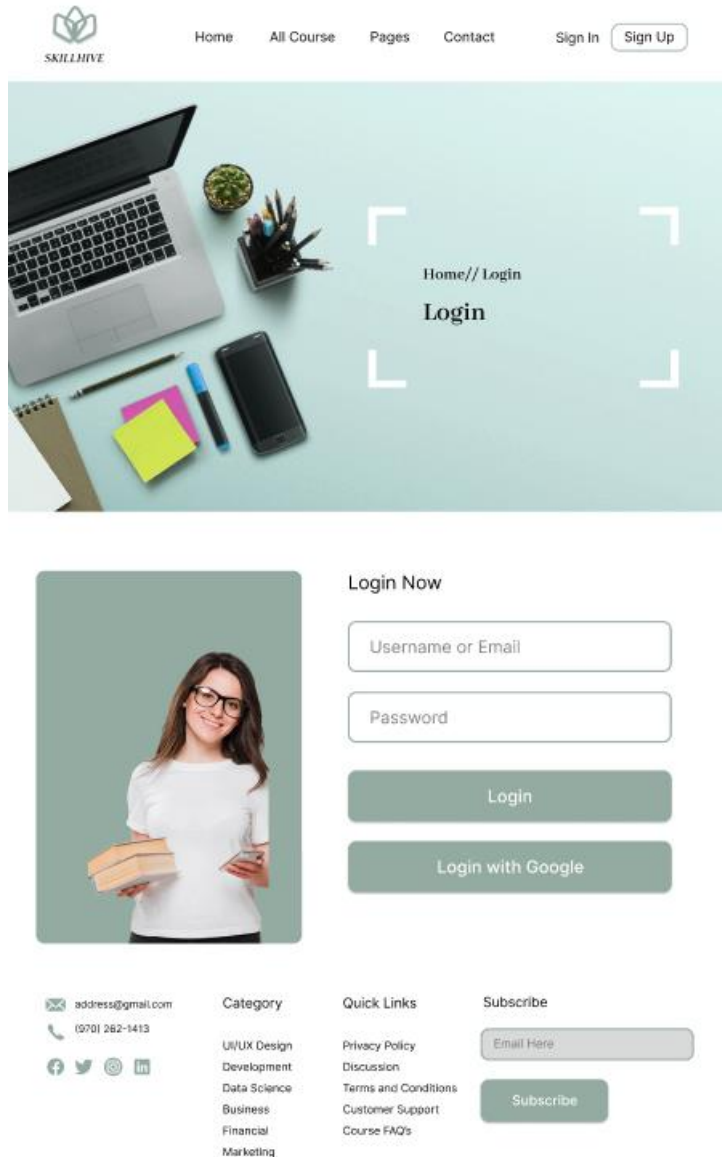 SKILLHIVE
Home All Course Pages Contact Sign In Sign Up
Home// Login
Login
Login Now
Username or Email
Password
Login
Login with Google
address@gmail.com
(970) 262-1413
Category
UI/UX Design
Development
Data Science
Business
Financial
Marketing
Quick Links
Privacy Policy
Discussion
Terms and Conditions
Customer Support
Course FAQ's
Subscribe
Email Here
Subscribe